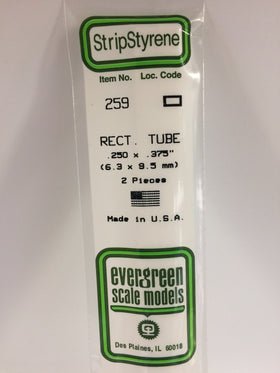 StripStyrene
Item No. Loc. Code
259
RECT. TUBE
.250 x .375"
(6.3 x 9.5 mm)
2 Pieces
Made in U.S.A.
evergreen
scale models
Des Plaines, IL 60018